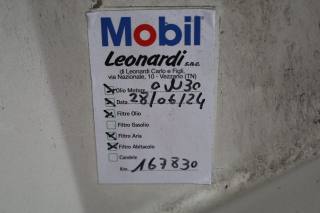 Mobil
Leonardi s.n.c.
di Leonardi Carlo e Figli
via Nazionale, 10 - Vezzano (TN)
Olio Motore 0W30
Data 28/06/24
Filtro Olio
Filtro Gasolio
Filtro Aria
Filtro Abitacolo
Candele
Km. 167830